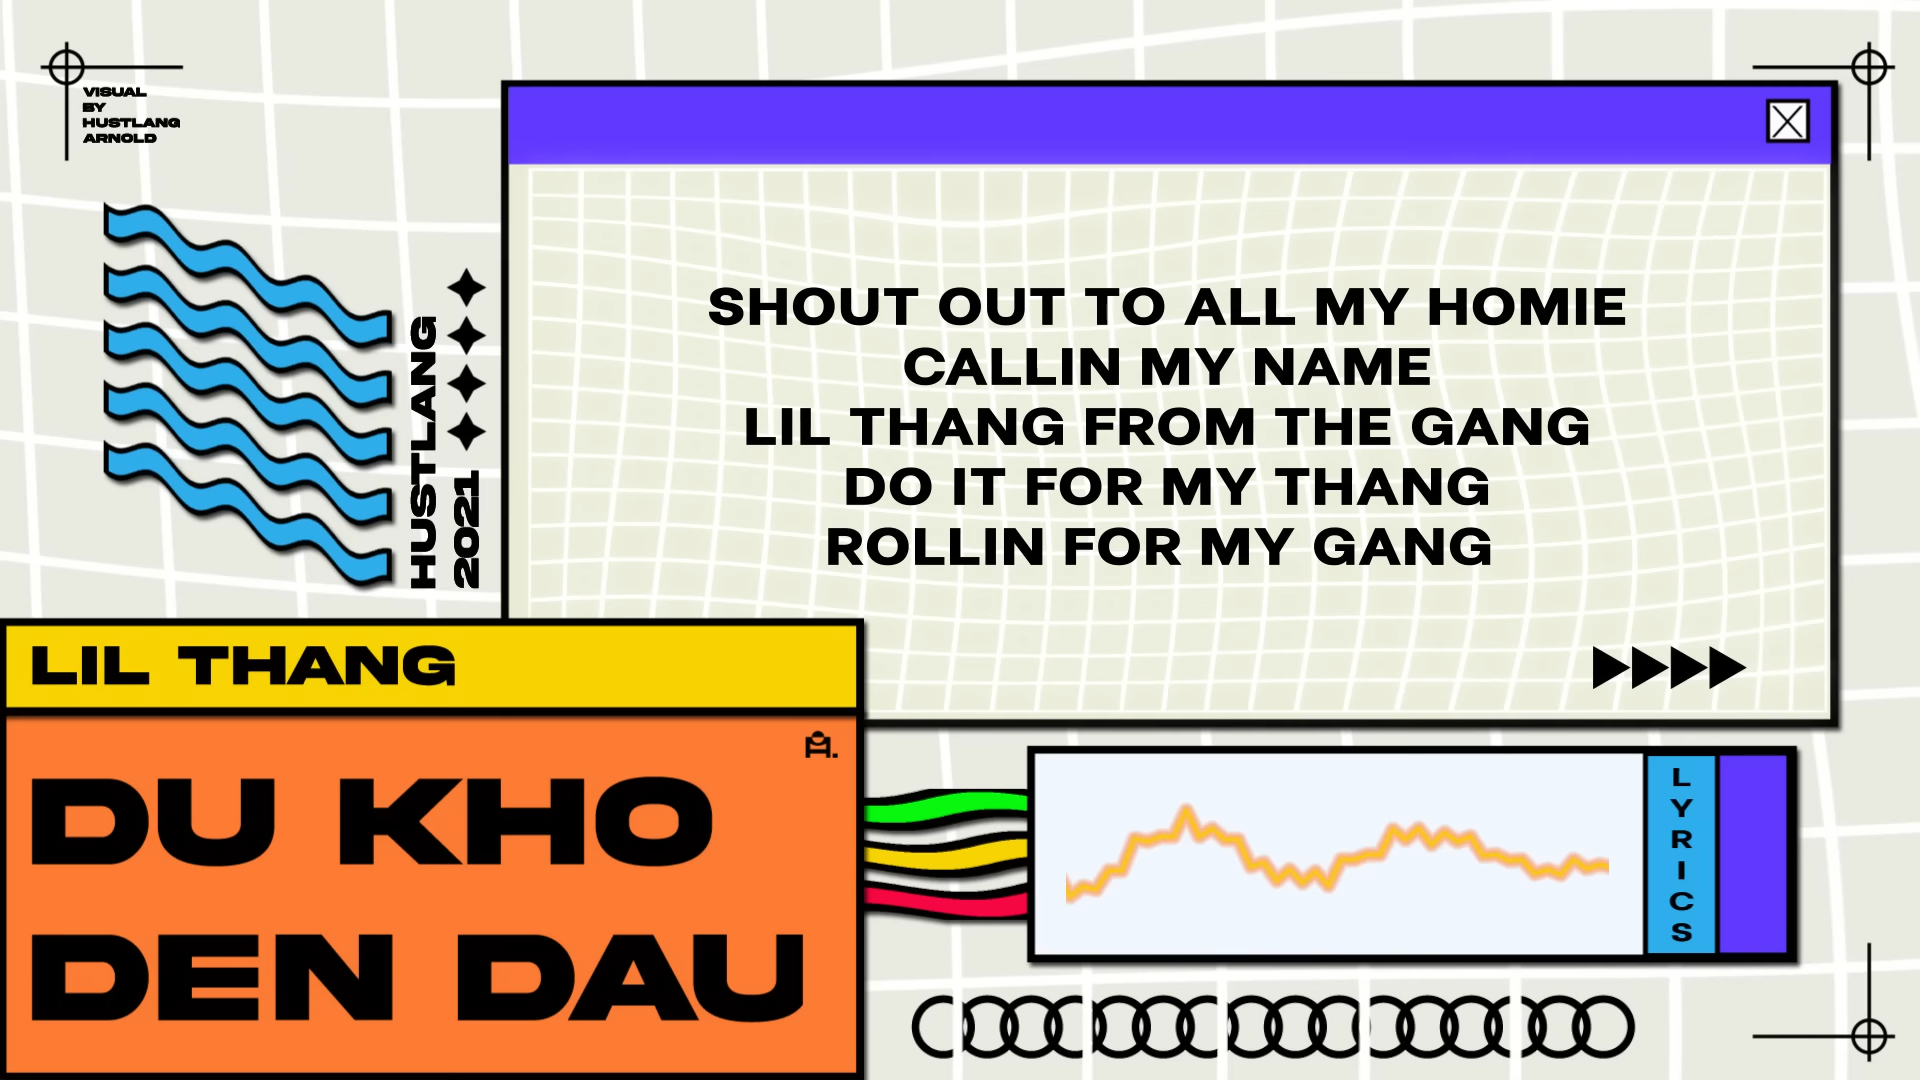 VISUAL
BY
HUSTLANG
ARNOLD
HUSTLANG
2021
SHOUT OUT TO ALL MY HOMIE
CALLIN MY NAME
LIL THANG FROM THE GANG
DO IT FOR MY THANG
ROLLIN FOR MY GANG
LIL THANG
DU KHO
DEN DAU
LYRICS